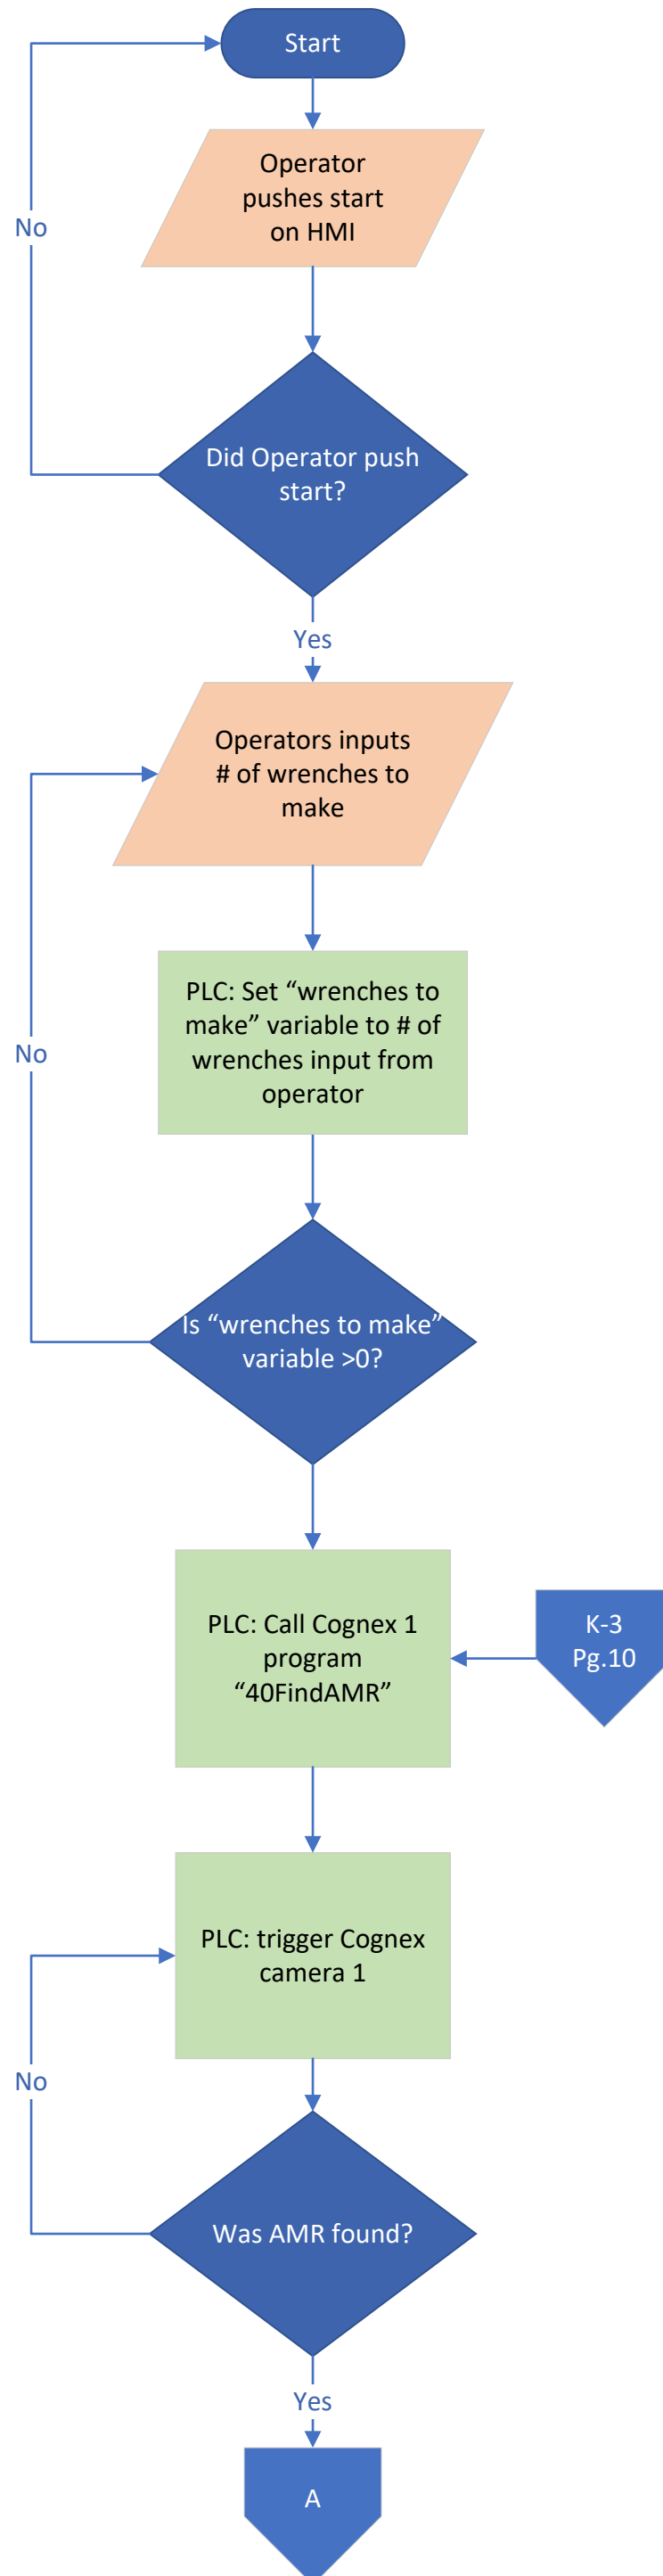 Start
Operator
pushes start
on HMI
No
Did Operator push
start?
Yes
Operators inputs
# of wrenches to
make
PLC: Set “wrenches to
make” variable to # of
wrenches input from
operator
No
Is “wrenches to make”
variable >0?
PLC: Call Cognex 1
program
“40FindAMR”
K-3
Pg.10
PLC: trigger Cognex
camera 1
No
Was AMR found?
Yes
A